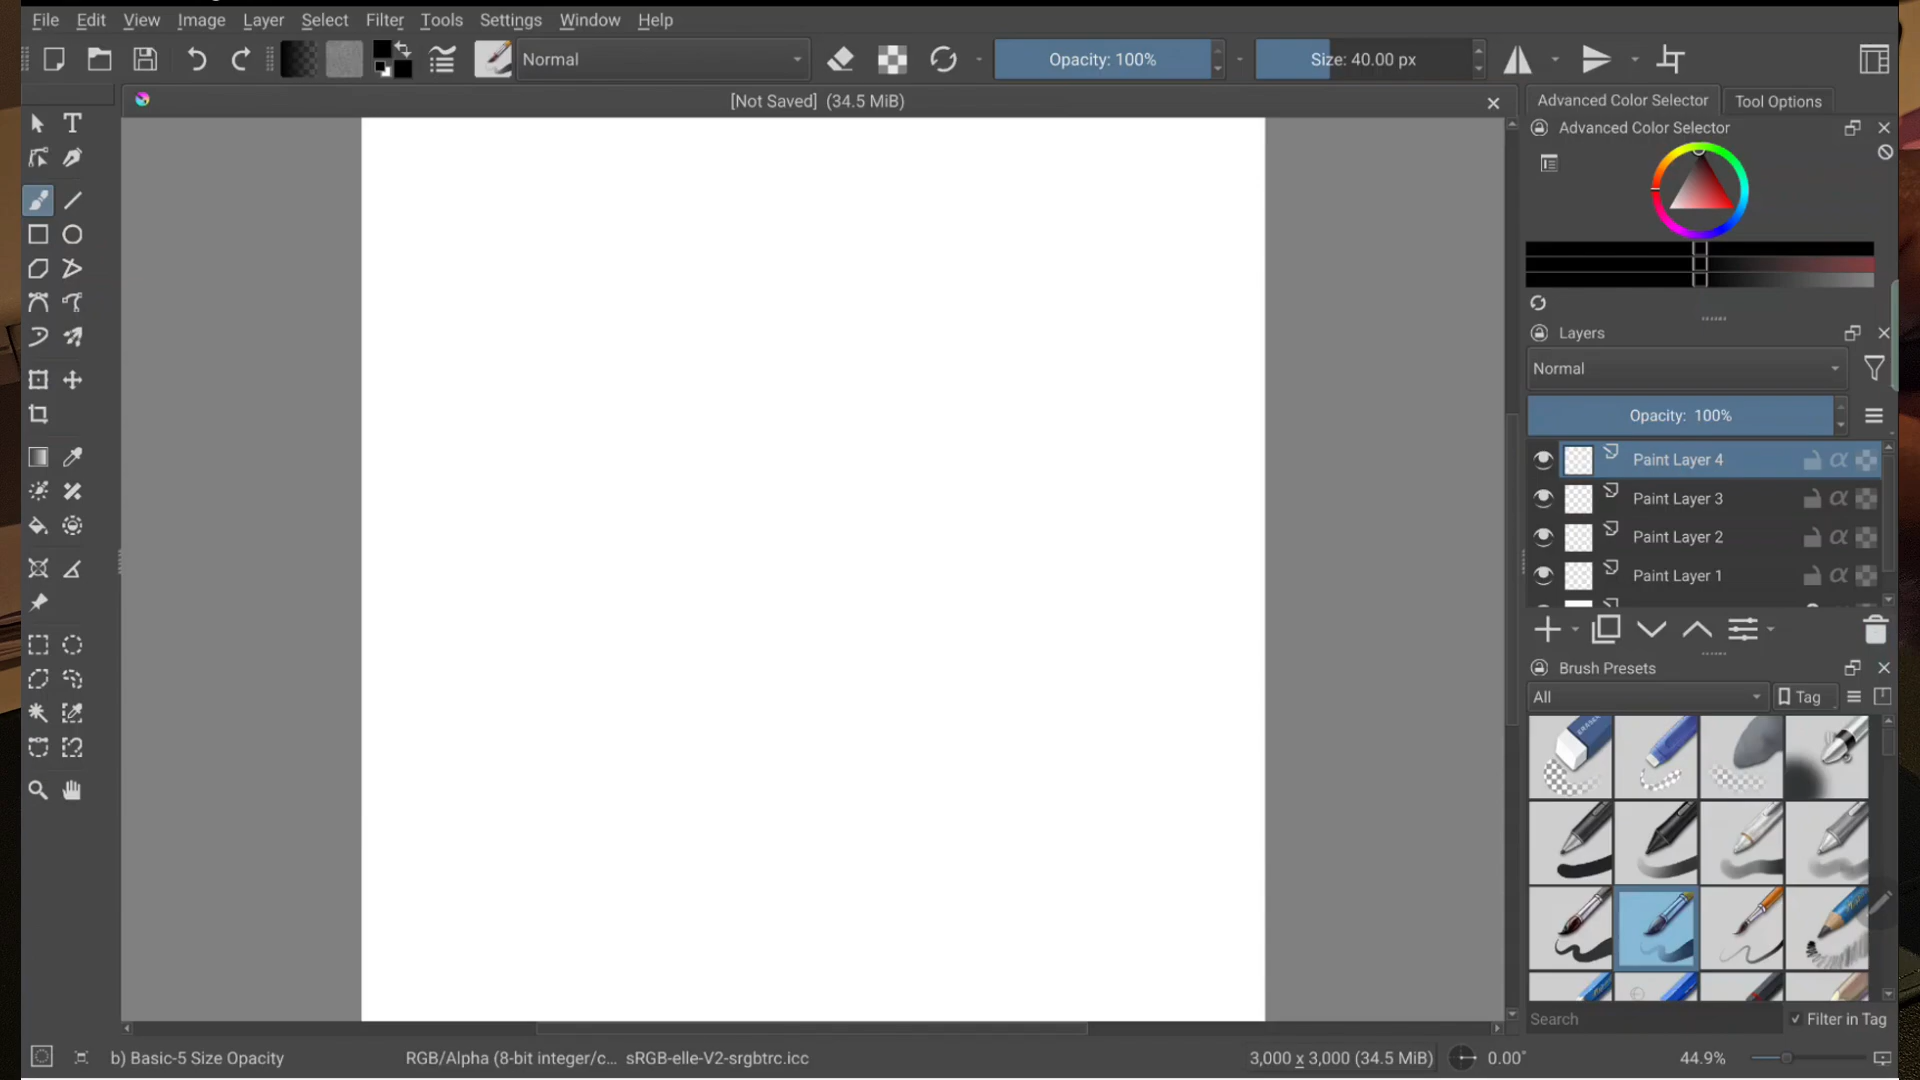 File Edit View Image Layer Select Filter Tools Settings Window Help
Normal Opacity: 100% Size: 40.00 px
[Not Saved] (34.5 MiB)
Advanced Color Selector Tool Options
Advanced Color Selector
Layers
Normal
Opacity: 100%
Paint Layer 4
Paint Layer 3
Paint Layer 2
Paint Layer 1
Brush Presets
All Tag
Search Filter in Tag
b) Basic-5 Size Opacity RGB/Alpha (8-bit integer/c... sRGB-elle-V2-srgbtrc.icc 3,000 x 3,000 (34.5 MiB) 0.00° 44.9%